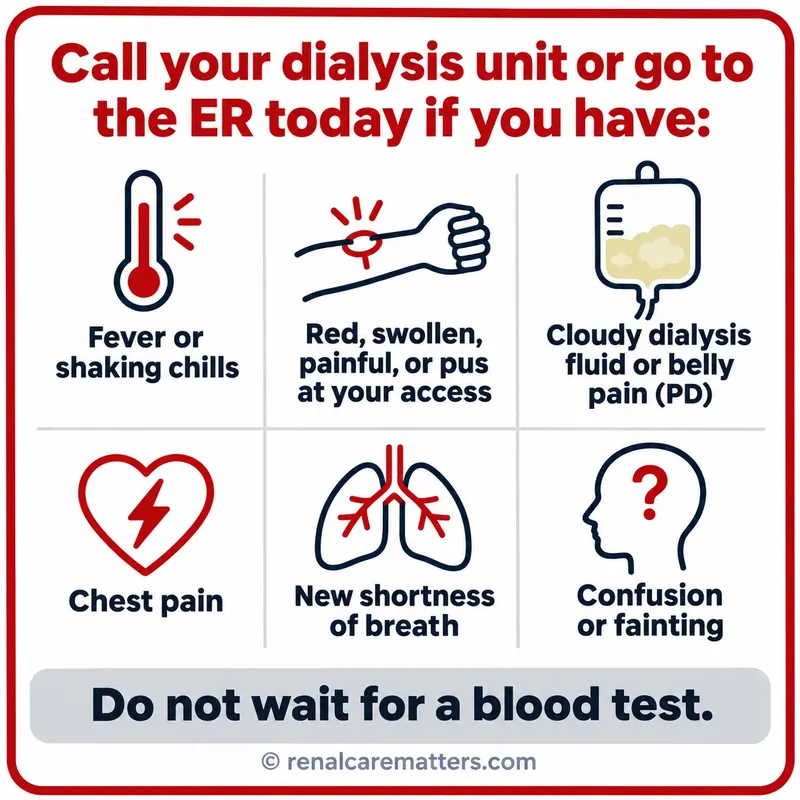 Call your dialysis unit or go to
the ER today if you have:
Fever or
shaking chills
Red, swollen,
painful, or pus
at your access
Cloudy dialysis
fluid or belly
pain (PD)
Chest pain
New shortness
of breath
?
Confusion
or fainting
Do not wait for a blood test.
© renalcarematters.com